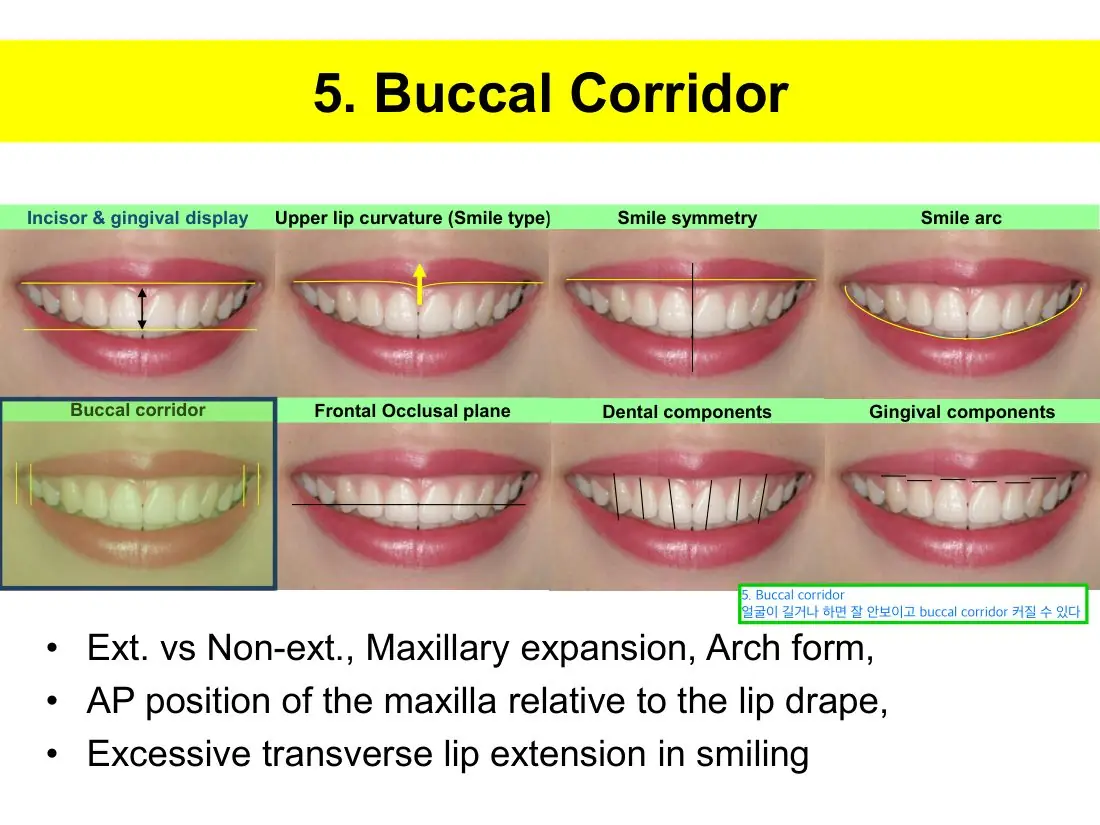 5. Buccal Corridor
Incisor & gingival display
Upper lip curvature (Smile type)
Smile symmetry
Smile arc
Buccal corridor
Frontal Occlusal plane
Dental components
Gingival components
5. Buccal corridor
얼굴이 길거나 하면 잘 안보이고 buccal corridor 커질 수 있다
• Ext. vs Non-ext., Maxillary expansion, Arch form,
• AP position of the maxilla relative to the lip drape,
• Excessive transverse lip extension in smiling